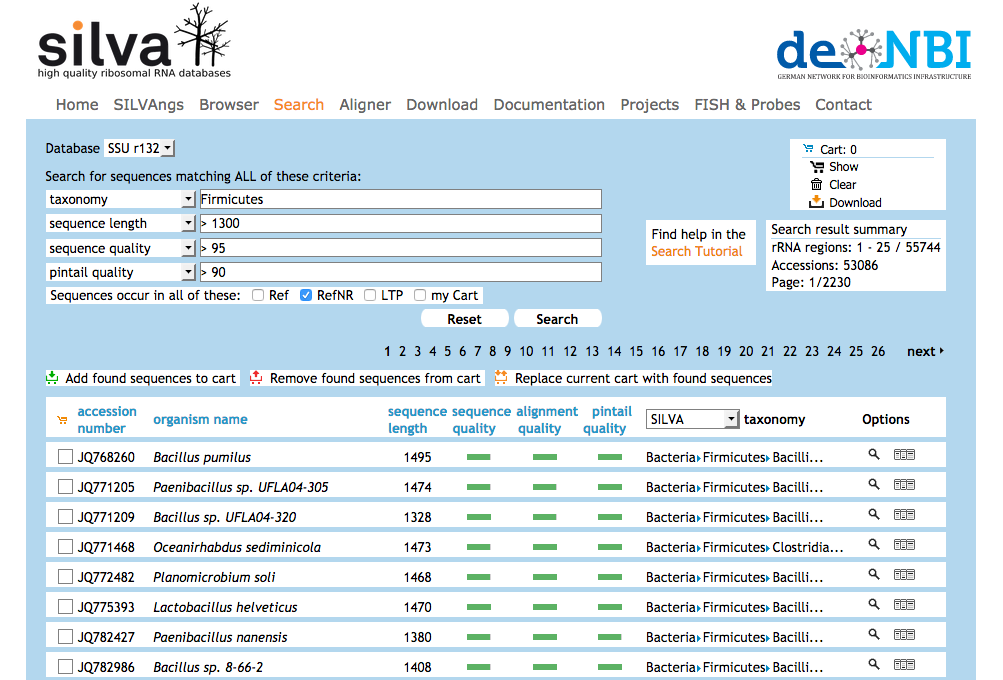 silva
high quality ribosomal RNA databases
de NBI
GERMAN NETWORK FOR BIOINFORMATICS INFRASTRUCTURE
Home SILVAngs Browser Search Aligner Download Documentation Projects FISH & Probes Contact
Database SSU r132
Search for sequences matching ALL of these criteria:
taxonomy Firmicutes
sequence length > 1300
sequence quality > 95
pintail quality > 90
Sequences occur in all of these: Ref RefNR LTP my Cart
Reset Search
Find help in the
Search Tutorial
Cart: 0
Show
Clear
Download
Search result summary
rRNA regions: 1 - 25 / 55744
Accessions: 53086
Page: 1/2230
1 2 3 4 5 6 7 8 9 10 11 12 13 14 15 16 17 18 19 20 21 22 23 24 25 26 next
Add found sequences to cart Remove found sequences from cart Replace current cart with found sequences
accession number organism name sequence length sequence quality alignment quality pintail quality SILVA taxonomy Options
JQ768260 Bacillus pumilus 1495 Bacteria Firmicutes Bacilli...
JQ771205 Paenibacillus sp. UFLA04-305 1474 Bacteria Firmicutes Bacilli...
JQ771209 Bacillus sp. UFLA04-320 1328 Bacteria Firmicutes Bacilli...
JQ771468 Oceanirhabdus sediminicola 1473 Bacteria Firmicutes Clostridia...
JQ772482 Planomicrobium soli 1468 Bacteria Firmicutes Bacilli...
JQ775393 Lactobacillus helveticus 1470 Bacteria Firmicutes Bacilli...
JQ782427 Paenibacillus nanensis 1380 Bacteria Firmicutes Bacilli...
JQ782986 Bacillus sp. 8-66-2 1408 Bacteria Firmicutes Bacilli...